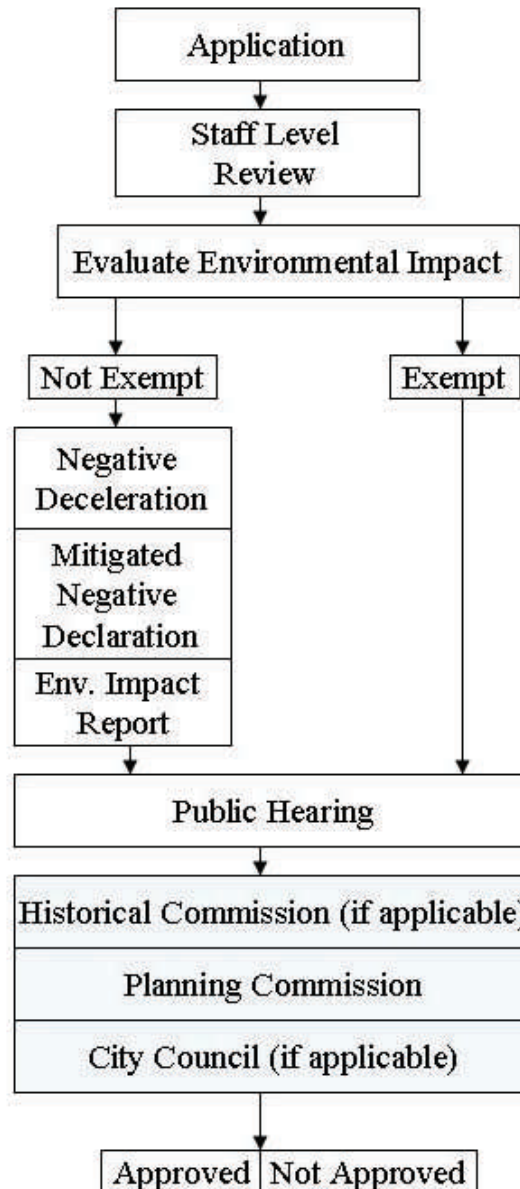 Application
Staff Level
Review
Evaluate Environmental Impact
Not Exempt
Exempt
Negative
Deceleration
Mitigated
Negative
Declaration
Env. Impact
Report
Public Hearing
Historical Commission (if applicable)
Planning Commission
City Council (if applicable)
Approved
Not Approved